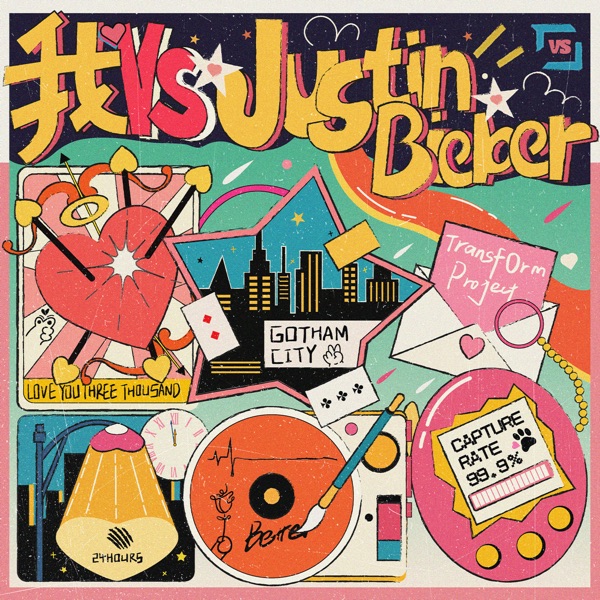 我VS Justin
Bieber
VS
Transform
Project
GOTHAM
CITY
LOVE YOU THREE THOUSAND
CAPTURE
RATE
99.9%
24HOURS